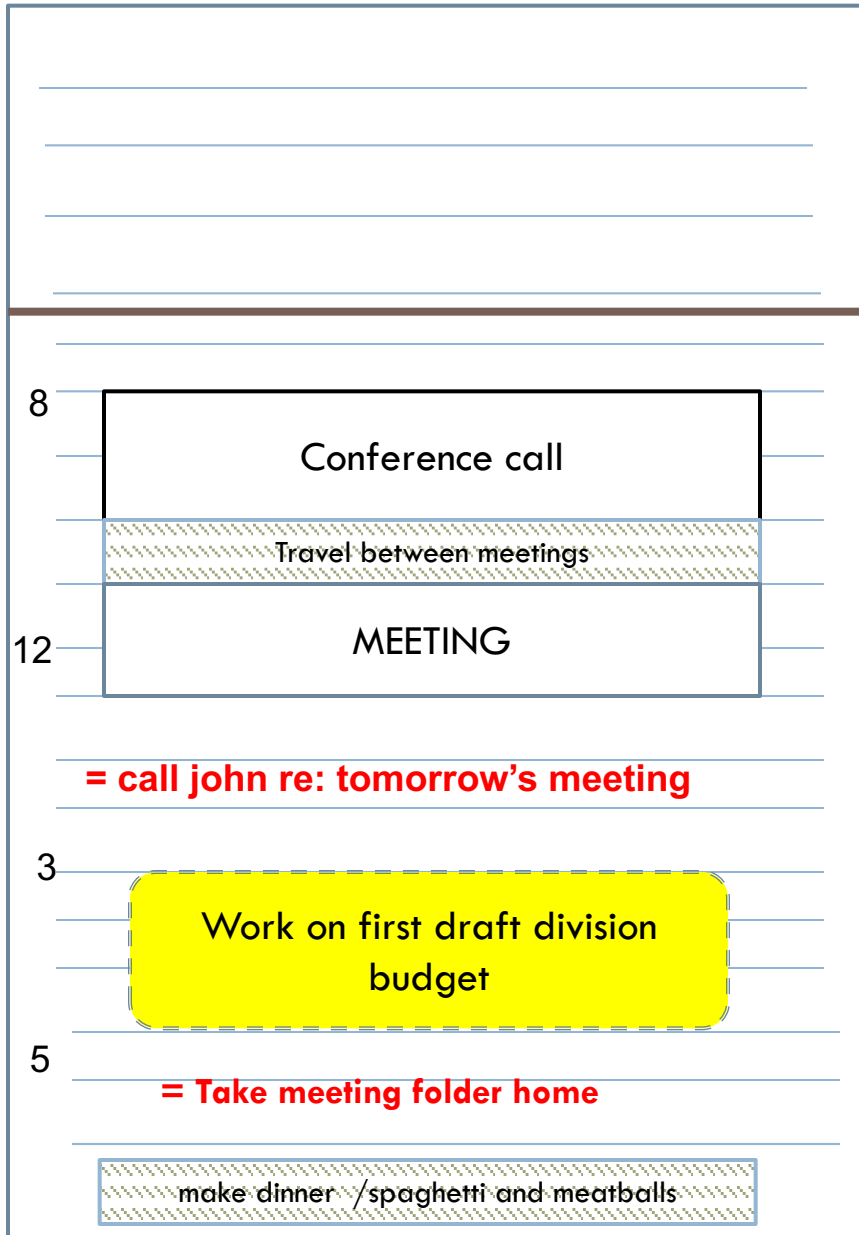 8
Conference call
Travel between meetings
12
MEETING
= call john re: tomorrow’s meeting
3
Work on first draft division
budget
5
= Take meeting folder home
make dinner /spaghetti and meatballs